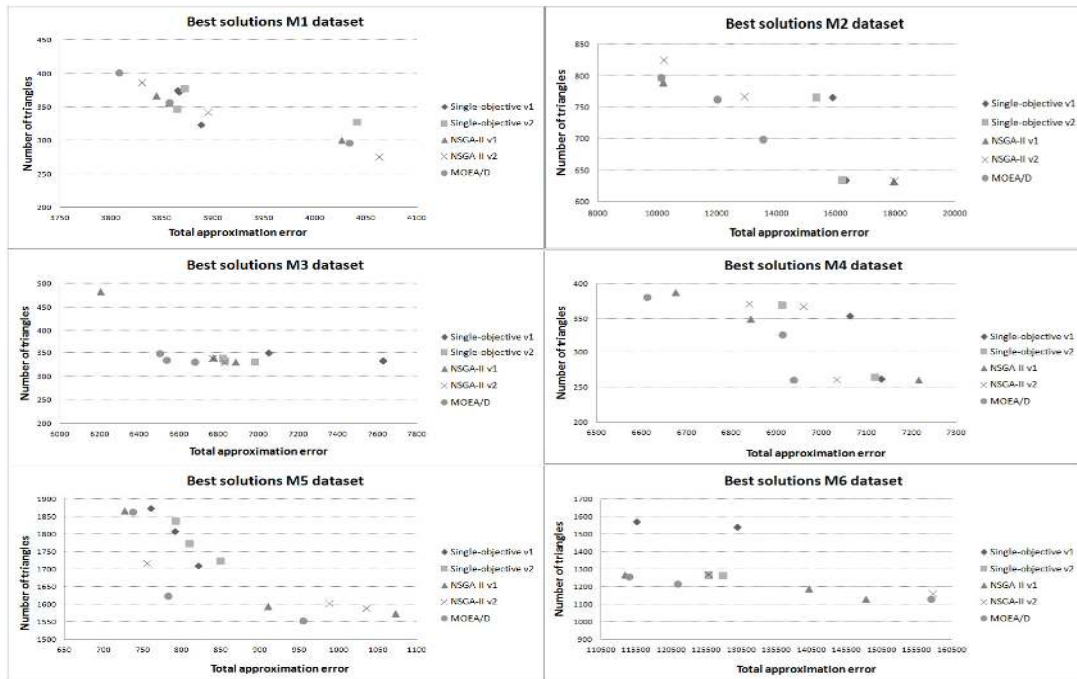 Best solutions M1 dataset
Number of triangles
450
400
350
300
250
200
3750 3800 3850 3900 3950 4000 4050 4100
Total approximation error
Single-objective v1
Single-objective v2
NSGA-II v1
NSGA-II v2
MOEA/D
Best solutions M2 dataset
Number of triangles
850
800
750
700
650
600
8000 10000 12000 14000 16000 18000 20000
Total approximation error
Single-objective v1
Single-objective v2
NSGA-II v1
NSGA-II v2
MOEA/D
Best solutions M3 dataset
Number of triangles
500
450
400
350
300
250
200
6000 6200 6400 6600 6800 7000 7200 7400 7600 7800
Total approximation error
Single-objective v1
Single-objective v2
NSGA-II v1
NSGA-II v2
MOEA/D
Best solutions M4 dataset
Number of triangles
400
350
300
250
200
6500 6600 6700 6800 6900 7000 7100 7200 7300
Total approximation error
Single-objective v1
Single-objective v2
NSGA-II v1
NSGA-II v2
MOEA/D
Best solutions M5 dataset
Number of triangles
1900
1850
1800
1750
1700
1650
1600
1550
1500
650 700 750 800 850 900 950 1000 1050 1100
Total approximation error
Single-objective v1
Single-objective v2
NSGA-II v1
NSGA-II v2
MOEA/D
Best solutions M6 dataset
Number of triangles
1700
1600
1500
1400
1300
1200
1100
1000
900
110500 115500 120500 125500 130500 135500 140500 145500 150500 155500 160500
Total approximation error
Single-objective v1
Single-objective v2
NSGA II v1
NSGA-II v2
MOEA/D